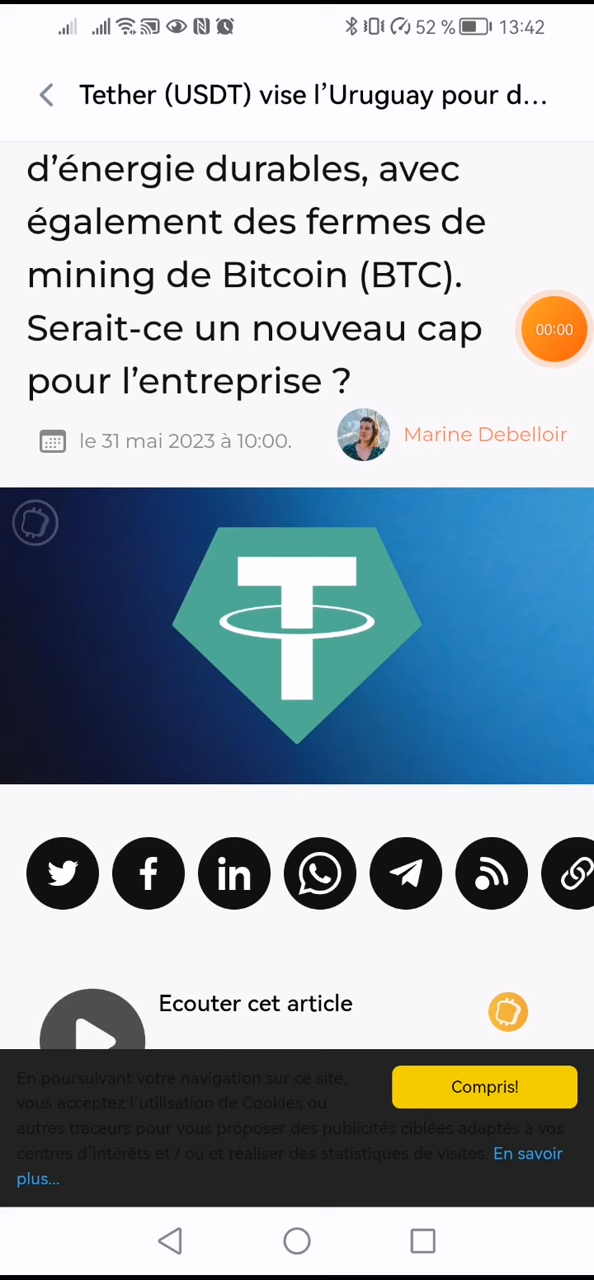 52 % 13:42
Tether (USDT) vise l’Uruguay pour d...
d’énergie durables, avec
également des fermes de
mining de Bitcoin (BTC).
Serait-ce un nouveau cap
pour l’entreprise ?
00:00
le 31 mai 2023 à 10:00.
Marine Debelloir
Ecouter cet article
En poursuivant votre navigation sur ce site,
vous acceptez l’utilisation de Cookies ou
autres traceurs pour vous proposer des publicités ciblées adaptés à vos
centres d’intérêts et / ou et réaliser des statistiques de visites. En savoir
plus...
Compris!